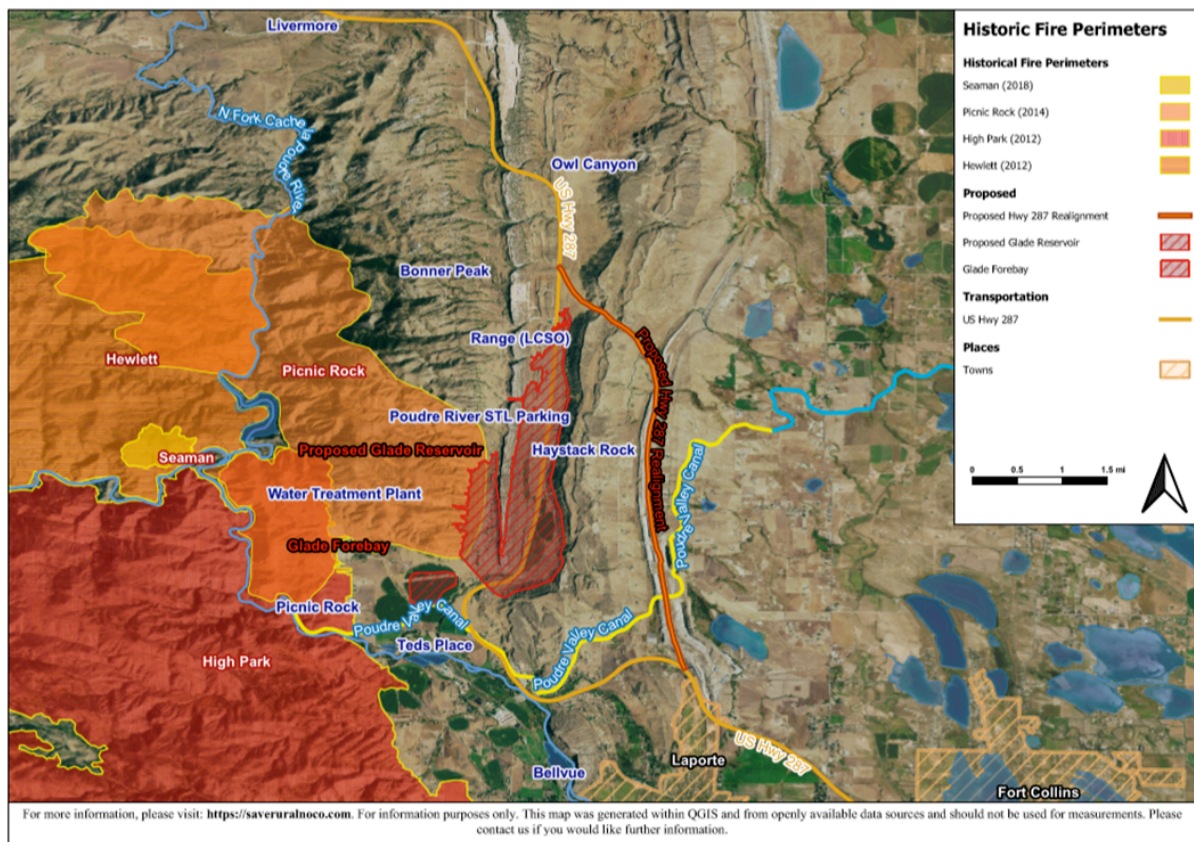 Livermore
N Fork Cache la Poudre River
Owl Canyon
US Hwy 287
Bonner Peak
Range (LCSO)
Hewlett
Picnic Rock
Poudre River STL Parking
Proposed Glade Reservoir
Haystack Rock
Proposed Hwy 287 Realignment
Seaman
Water Treatment Plant
Poudre Valley Canal
Glade Forebay
Picnic Rock
Poudre Valley Canal
Teds Place
Poudre Valley Canal
High Park
Bellvue
Laporte
US Hwy 287
Fort Collins
Historic Fire Perimeters
Historical Fire Perimeters
Seaman (2018)
Picnic Rock (2014)
High Park (2012)
Hewlett (2012)
Proposed
Proposed Hwy 287 Realignment
Proposed Glade Reservoir
Glade Forebay
Transportation
US Hwy 287
Places
Towns
0 0.5 1 1.5 mi
For more information, please visit: https://saveruralnoco.com. For information purposes only. This map was generated within QGIS and from openly available data sources and should not be used for measurements. Please
contact us if you would like further information.